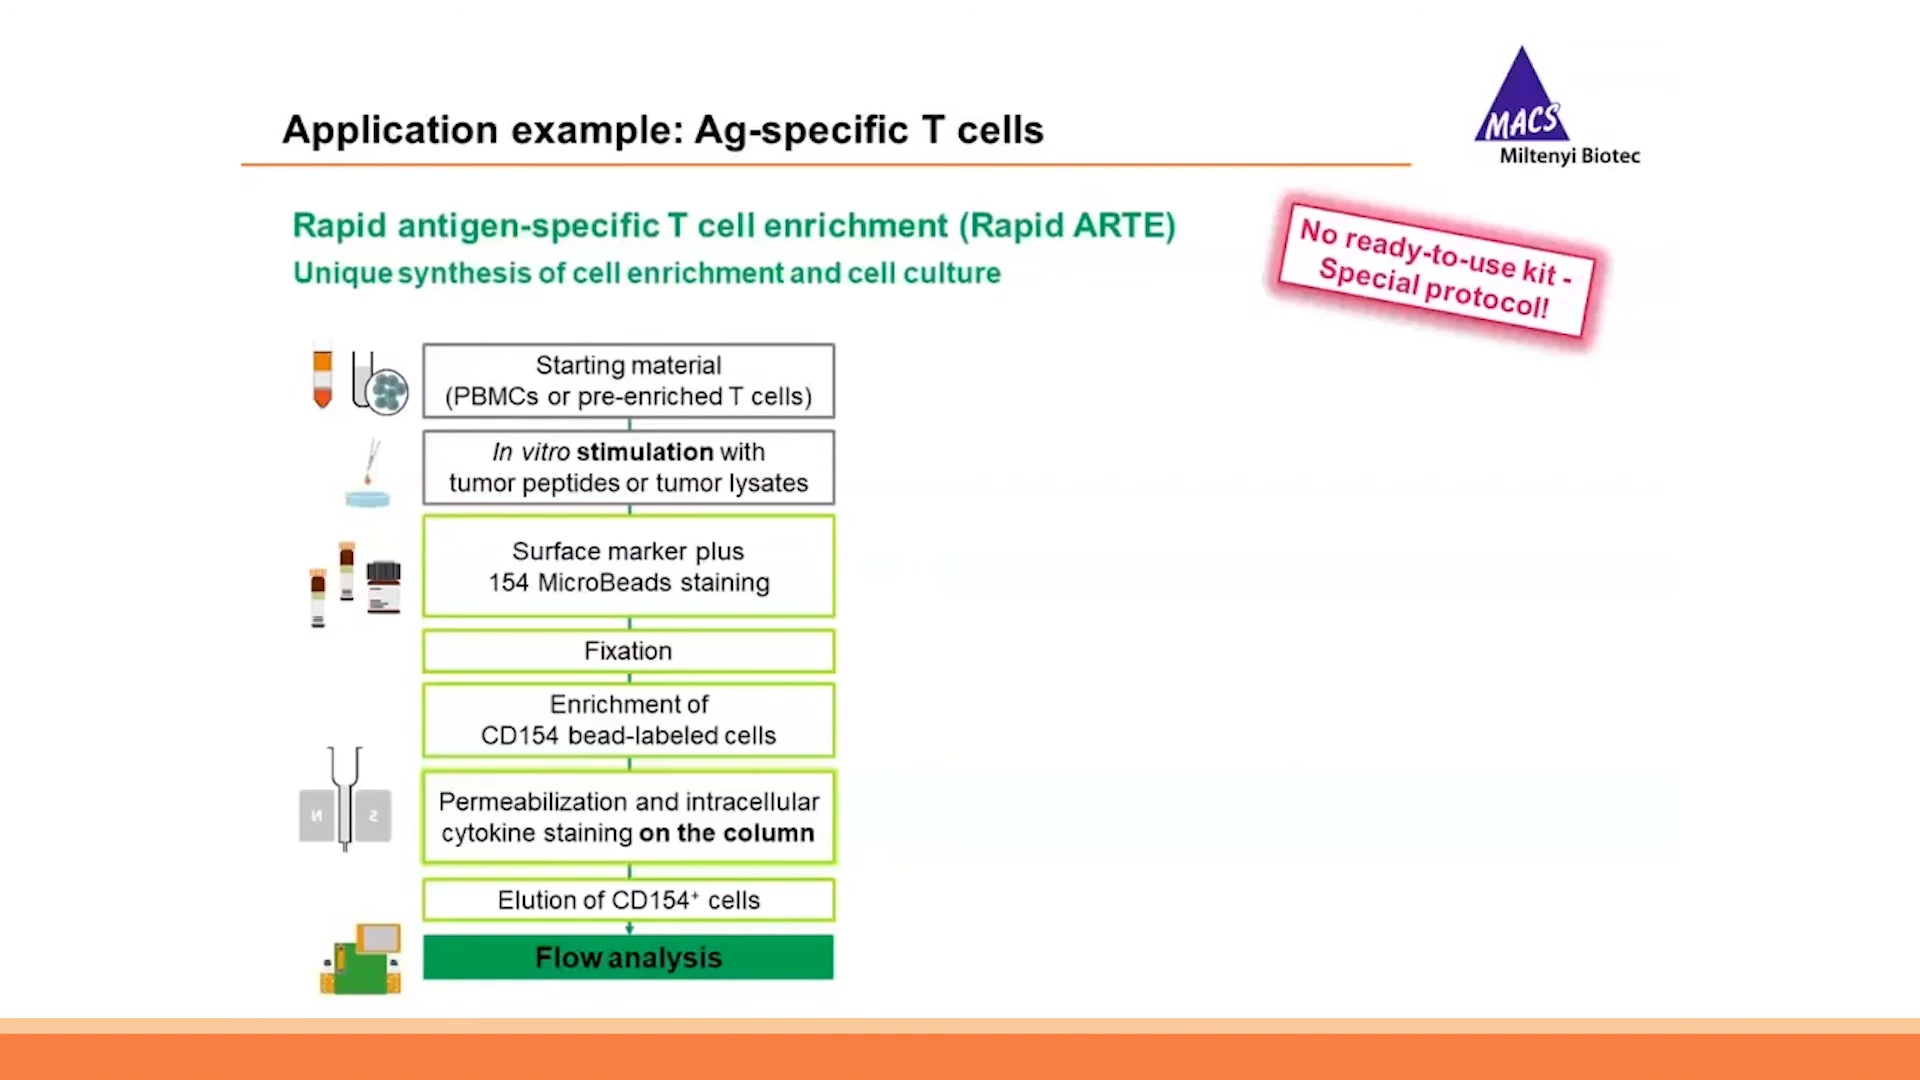 Application example: Ag-specific T cells
MACS
Miltenyi Biotec
Rapid antigen-specific T cell enrichment (Rapid ARTE)
Unique synthesis of cell enrichment and cell culture
No ready-to-use kit -
Special protocol!
Starting material
(PBMCs or pre-enriched T cells)
In vitro stimulation with
tumor peptides or tumor lysates
Surface marker plus
154 MicroBeads staining
Fixation
Enrichment of
CD154 bead-labeled cells
Permeabilization and intracellular
cytokine staining on the column
N S
Elution of CD154⁺ cells
Flow analysis